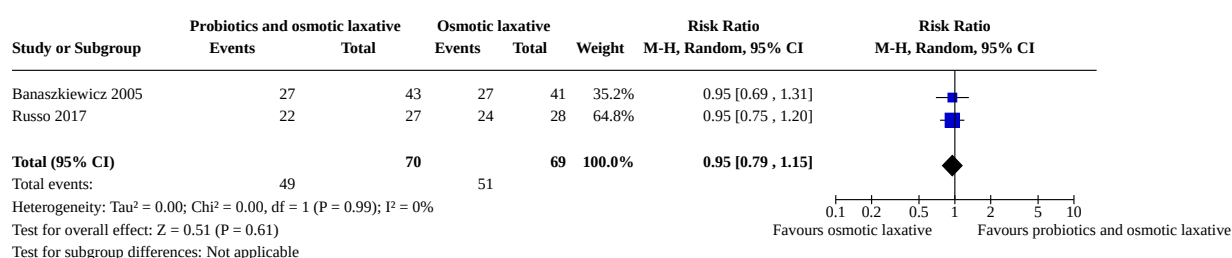 Probiotics and osmotic laxative Osmotic laxative Risk Ratio Risk Ratio
Study or Subgroup Events Total Events Total Weight M-H, Random, 95% CI M-H, Random, 95% CI
Banaszkiewicz 2005 27 43 27 41 35.2% 0.95 [0.69 , 1.31]
Russo 2017 22 27 24 28 64.8% 0.95 [0.75 , 1.20]
Total (95% CI) 70 69 100.0% 0.95 [0.79 , 1.15]
Total events: 49 51
Heterogeneity: Tau² = 0.00; Chi² = 0.00, df = 1 (P = 0.99); I² = 0%
0.1 0.2 0.5 1 2 5 10
Test for overall effect: Z = 0.51 (P = 0.61) Favours osmotic laxative Favours probiotics and osmotic laxative
Test for subgroup differences: Not applicable